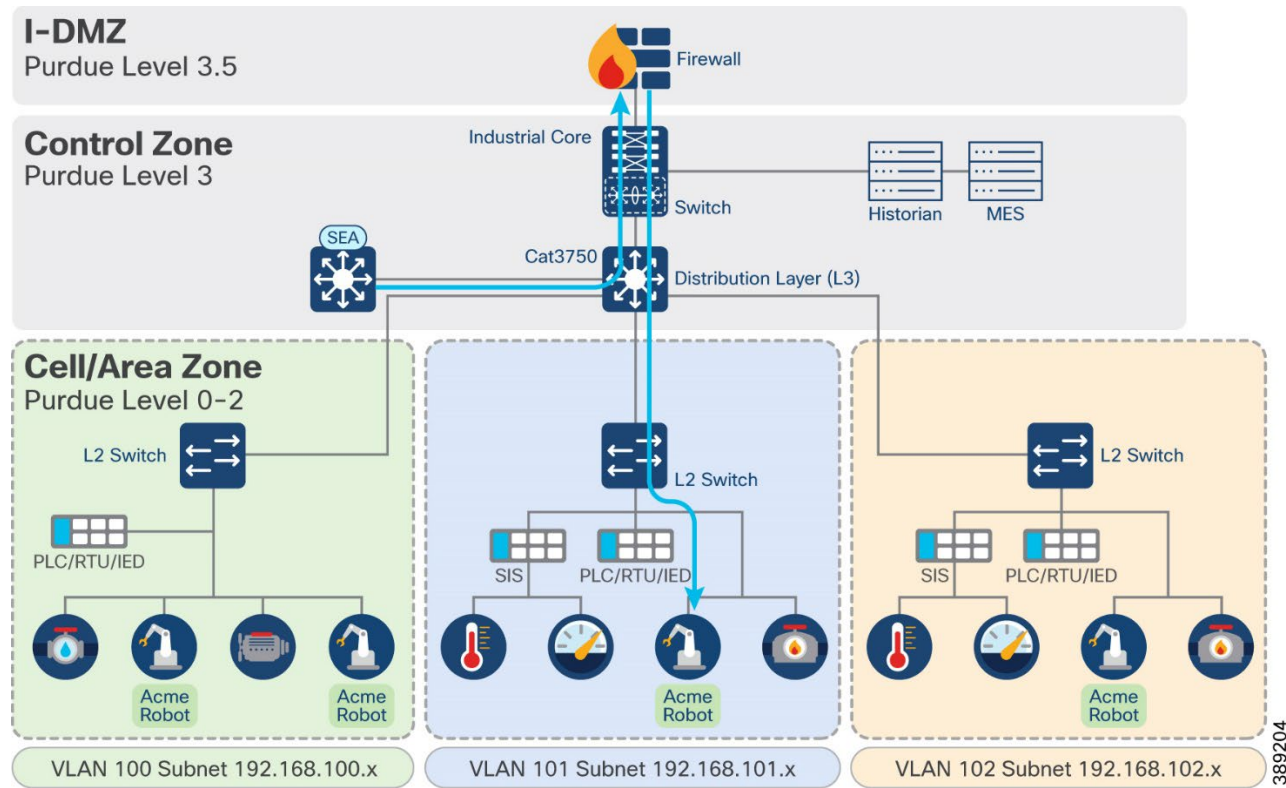 I-DMZ
Purdue Level 3.5
Firewall
Control Zone
Purdue Level 3
Industrial Core
Switch
Historian
MES
SEA
Cat3750
Distribution Layer (L3)
Cell/Area Zone
Purdue Level 0-2
L2 Switch
L2 Switch
L2 Switch
PLC/RTU/IED
SIS
PLC/RTU/IED
SIS
PLC/RTU/IED
Acme
Robot
Acme
Robot
Acme
Robot
Acme
Robot
VLAN 100 Subnet 192.168.100.x
VLAN 101 Subnet 192.168.101.x
VLAN 102 Subnet 192.168.102.x
389204